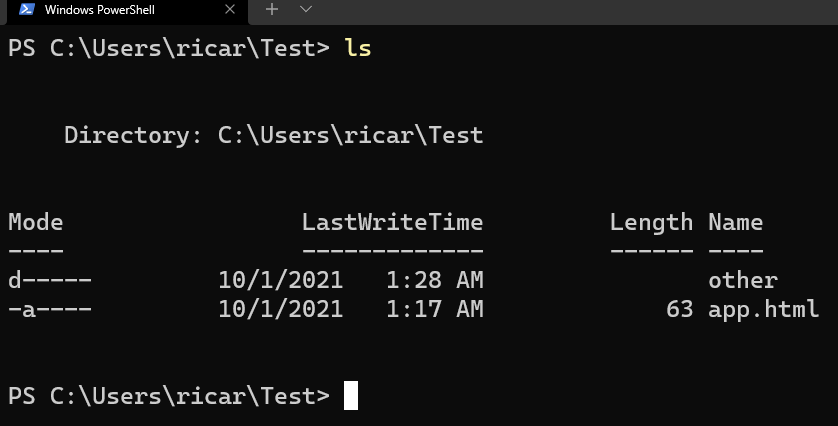 Windows PowerShell
PS C:\Users\ricar\Test> ls
Directory: C:\Users\ricar\Test
Mode                 LastWriteTime         Length Name
----                 -------------         ------ ----
d-----         10/1/2021   1:28 AM                other
-a----         10/1/2021   1:17 AM             63 app.html
PS C:\Users\ricar\Test>